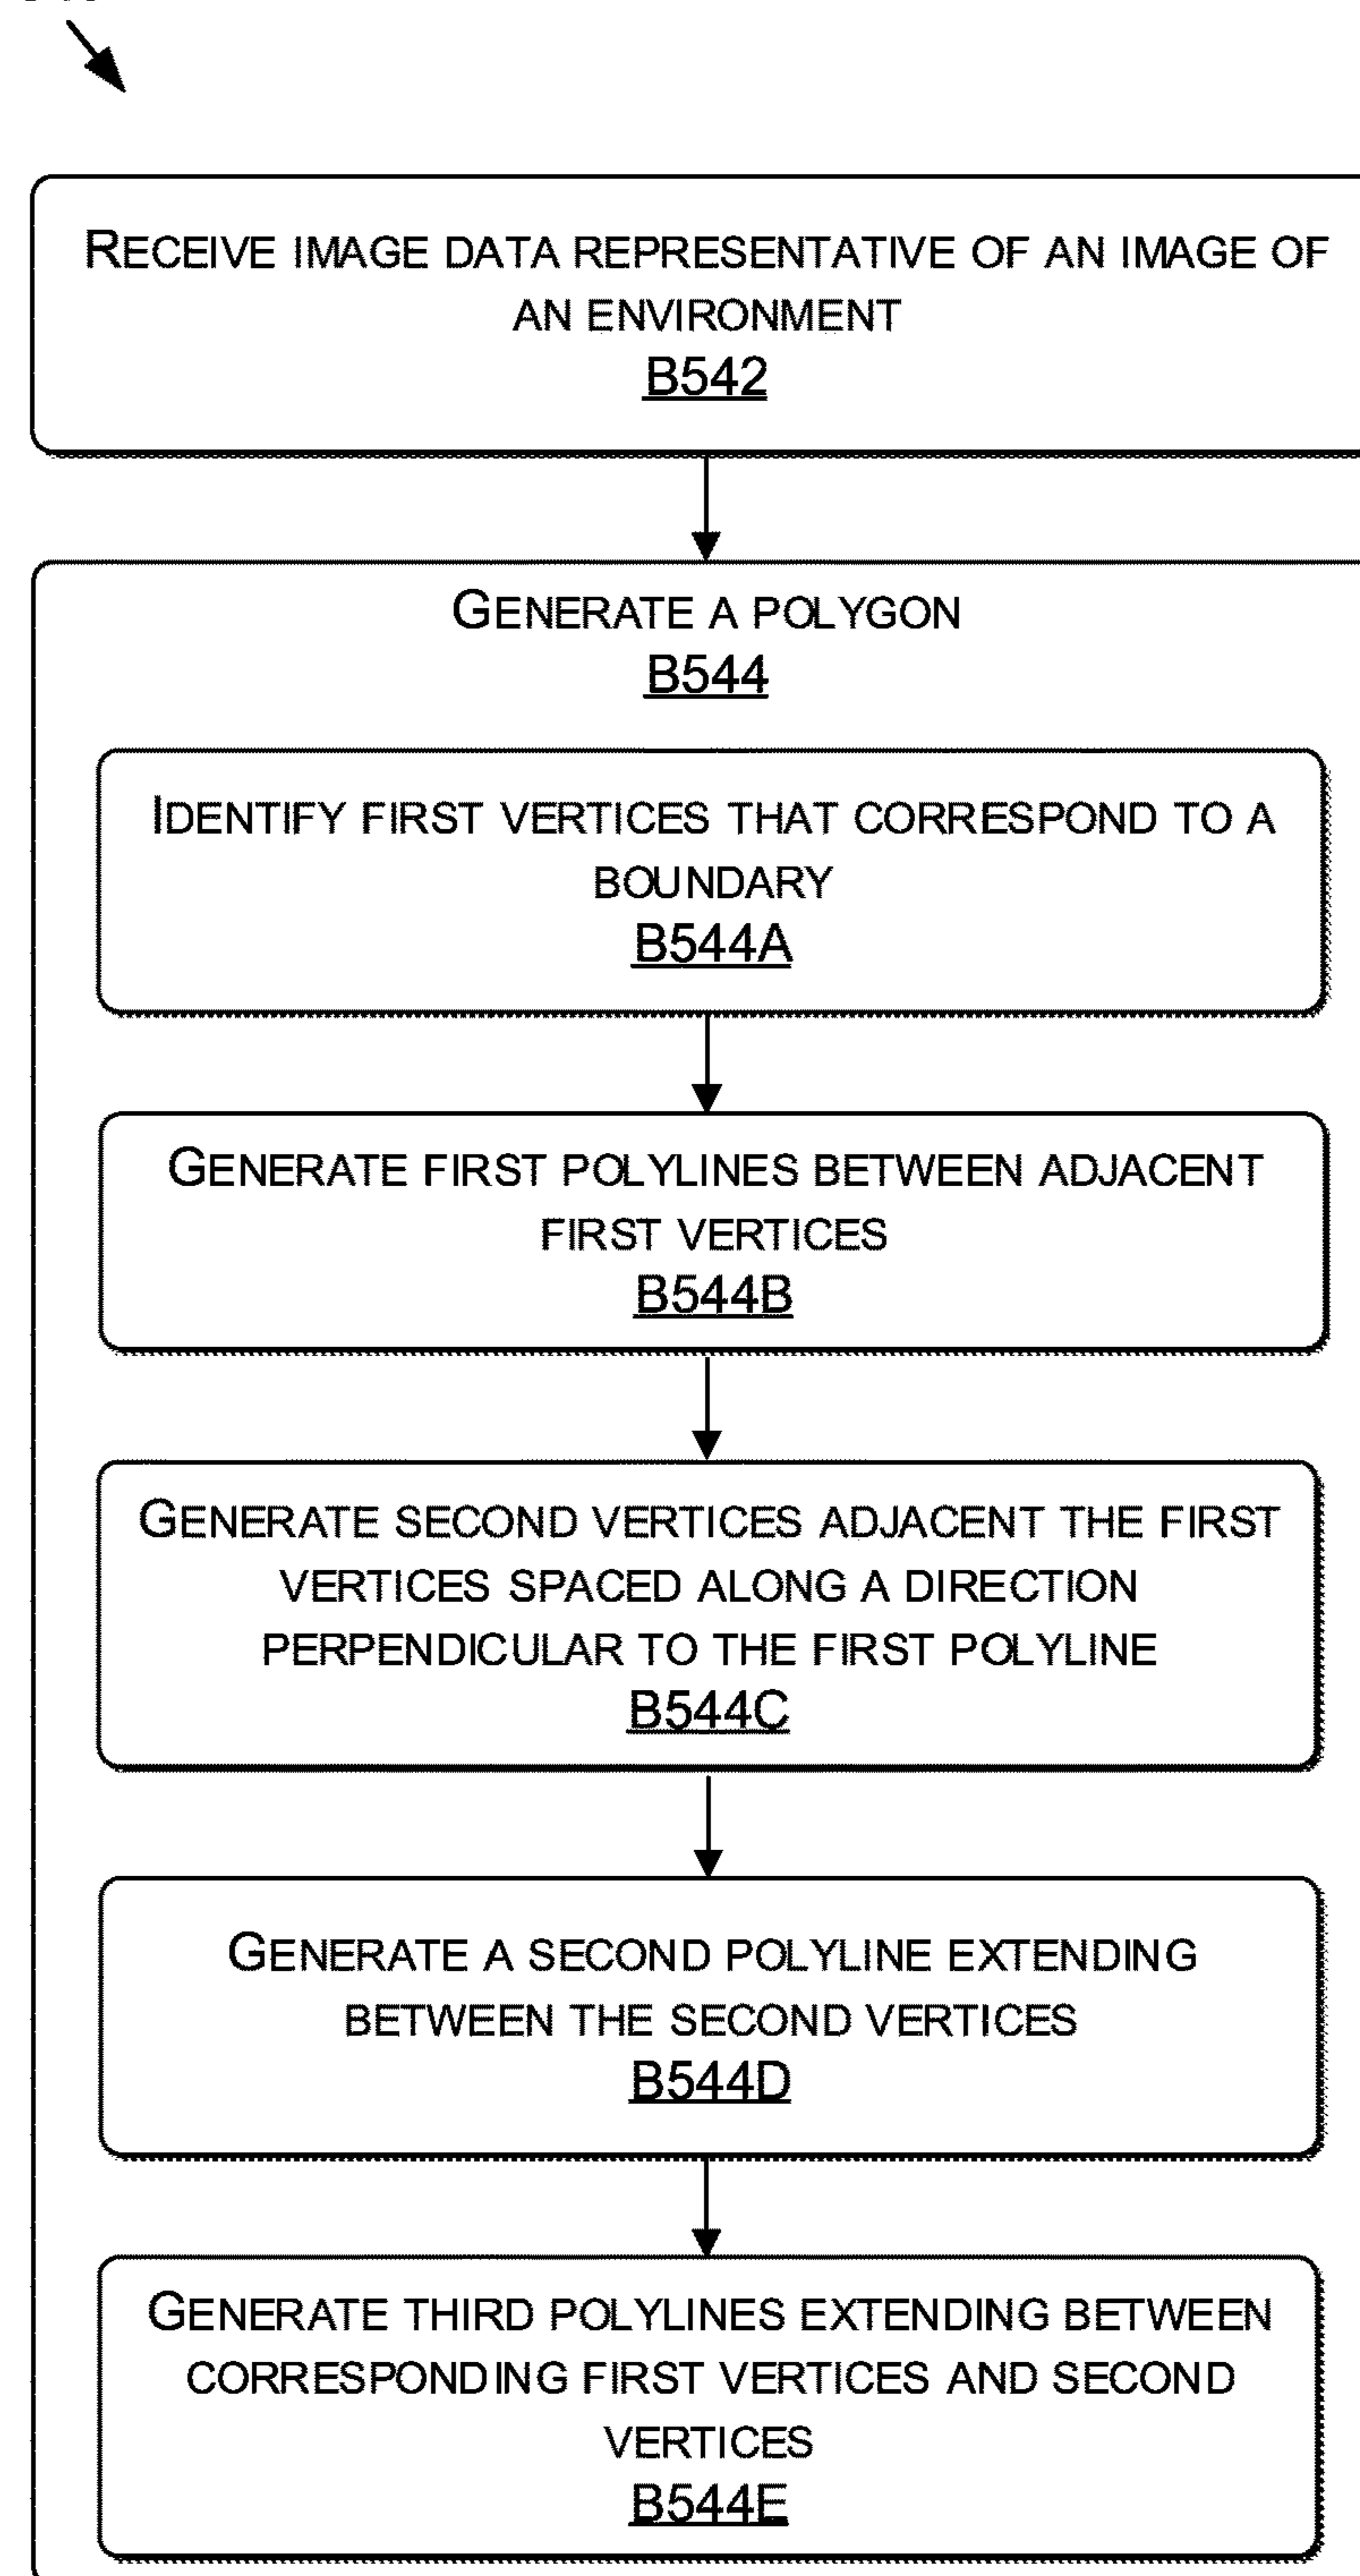 RECEIVE IMAGE DATA REPRESENTATIVE OF AN IMAGE OF
AN ENVIRONMENT
B542
GENERATE A POLYGON
B544
IDENTIFY FIRST VERTICES THAT CORRESPOND TO A
BOUNDARY
B544A
GENERATE FIRST POLYLINES BETWEEN ADJACENT
FIRST VERTICES
B544B
GENERATE SECOND VERTICES ADJACENT THE FIRST
VERTICES SPACED ALONG A DIRECTION
PERPENDICULAR TO THE FIRST POLYLINE
B544C
GENERATE A SECOND POLYLINE EXTENDING
BETWEEN THE SECOND VERTICES
B544D
GENERATE THIRD POLYLINES EXTENDING BETWEEN
CORRESPONDING FIRST VERTICES AND SECOND
VERTICES
B544E